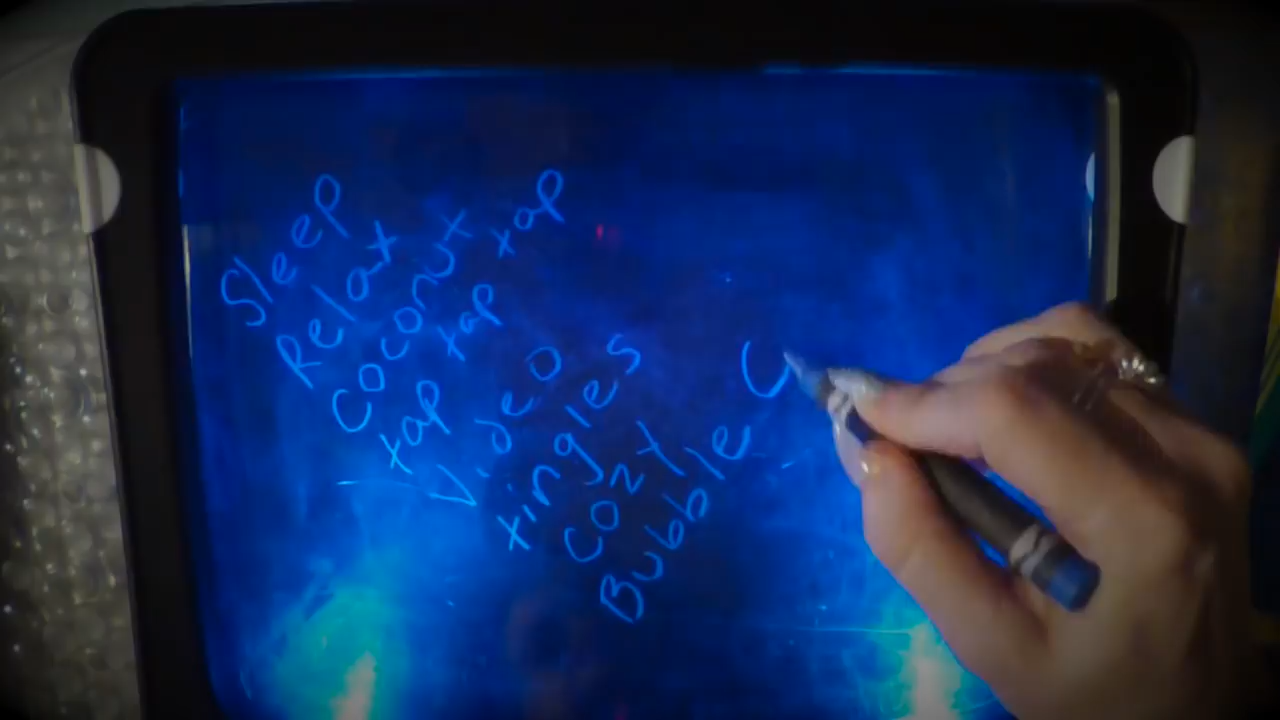 Sleep
Relax
coconut
tap tap tap
Video
tingles
cozy
Bubble